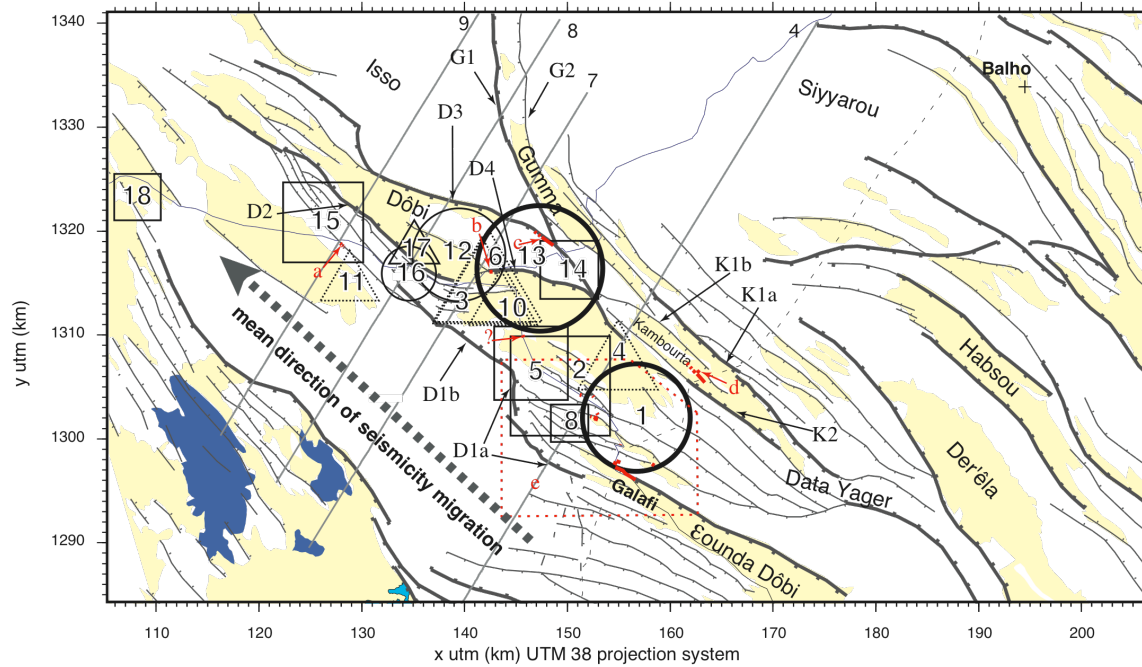 1340
1330
1320
1310
1300
1290
y utm (km)
110
120
130
140
150
160
170
180
190
200
x utm (km) UTM 38 projection system
9
8
7
4
G1
G2
Isso
Siyyarou
Balho
D3
D4
Gumma
Dôbi
18
D2
15
17
12
b
6
c
13
14
16
a
11
3
10
K1b
K1a
mean direction of seismicity migration
?
D1b
5
2
4
Kambourta
d
Habsou
8
1
K2
D1a
e
Galafi
Data Yager
Der'êla
εounda Dôbi